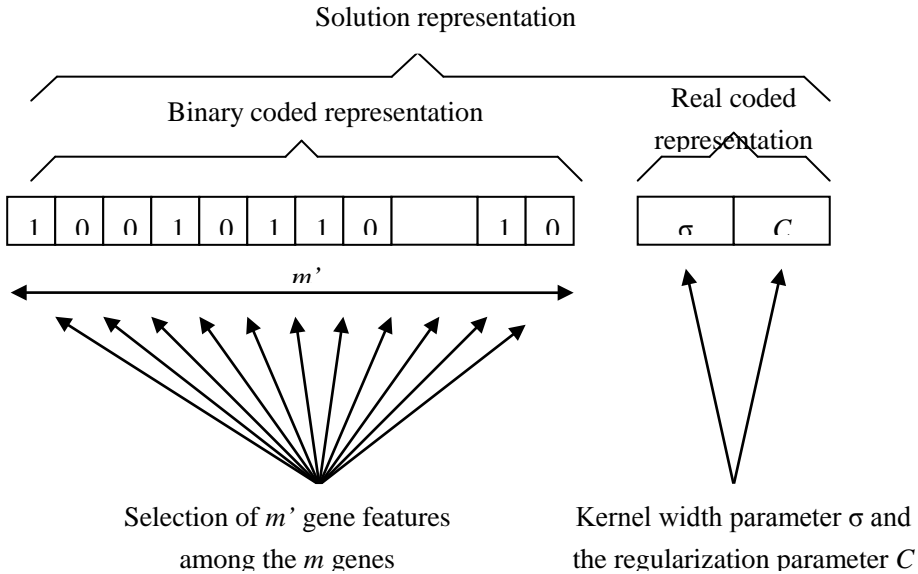 Solution representation
Binary coded representation
Real coded
representation
1 0 0 1 0 1 1 0 1 0
σ C
m’
Selection of m’ gene features
among the m genes
Kernel width parameter σ and
the regularization parameter C